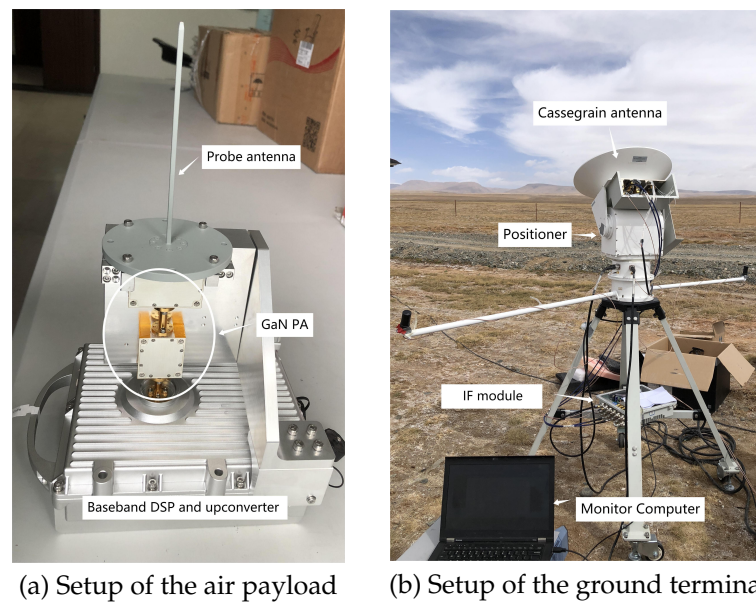 Probe antenna
GaN PA
Baseband DSP and upconverter
(a) Setup of the air payload
Cassegrain antenna
Positioner
IF module
Monitor Computer
(b) Setup of the ground termina